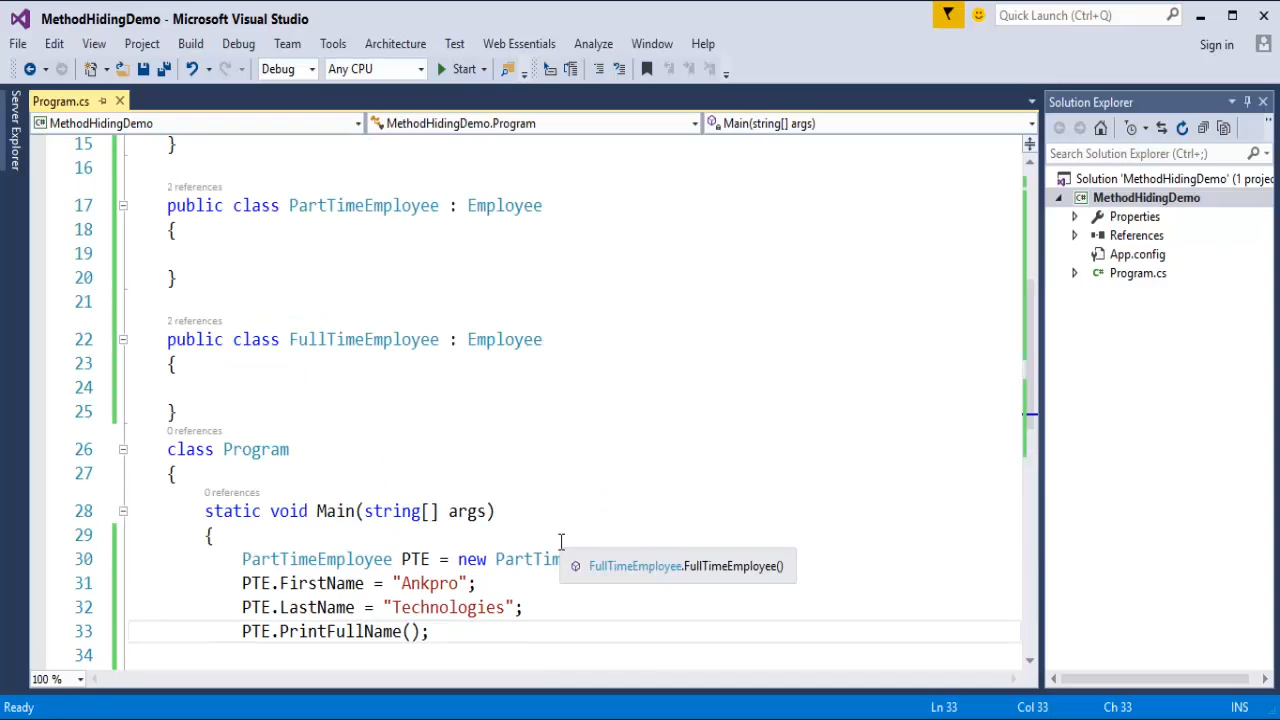 MethodHidingDemo - Microsoft Visual Studio
Quick Launch (Ctrl+Q)
File Edit View Project Build Debug Team Tools Architecture Test Web Essentials Analyze Window Help
Sign in
Debug Any CPU Start
Server Explorer
Program.cs
MethodHidingDemo MethodHidingDemo.Program Main(string[] args)
15 }
16
2 references
17 public class PartTimeEmployee : Employee
18 {
19
20 }
21
2 references
22 public class FullTimeEmployee : Employee
23 {
24
25 }
0 references
26 class Program
27 {
0 references
28 static void Main(string[] args)
29 {
30 PartTimeEmployee PTE = new PartTim
FullTimeEmployee.FullTimeEmployee()
31 PTE.FirstName = "Ankpro";
32 PTE.LastName = "Technologies";
33 PTE.PrintFullName();
34
100 %
Solution Explorer
Search Solution Explorer (Ctrl+;)
Solution 'MethodHidingDemo' (1 projec
MethodHidingDemo
Properties
References
App.config
Program.cs
Ready Ln 33 Col 33 Ch 33 INS